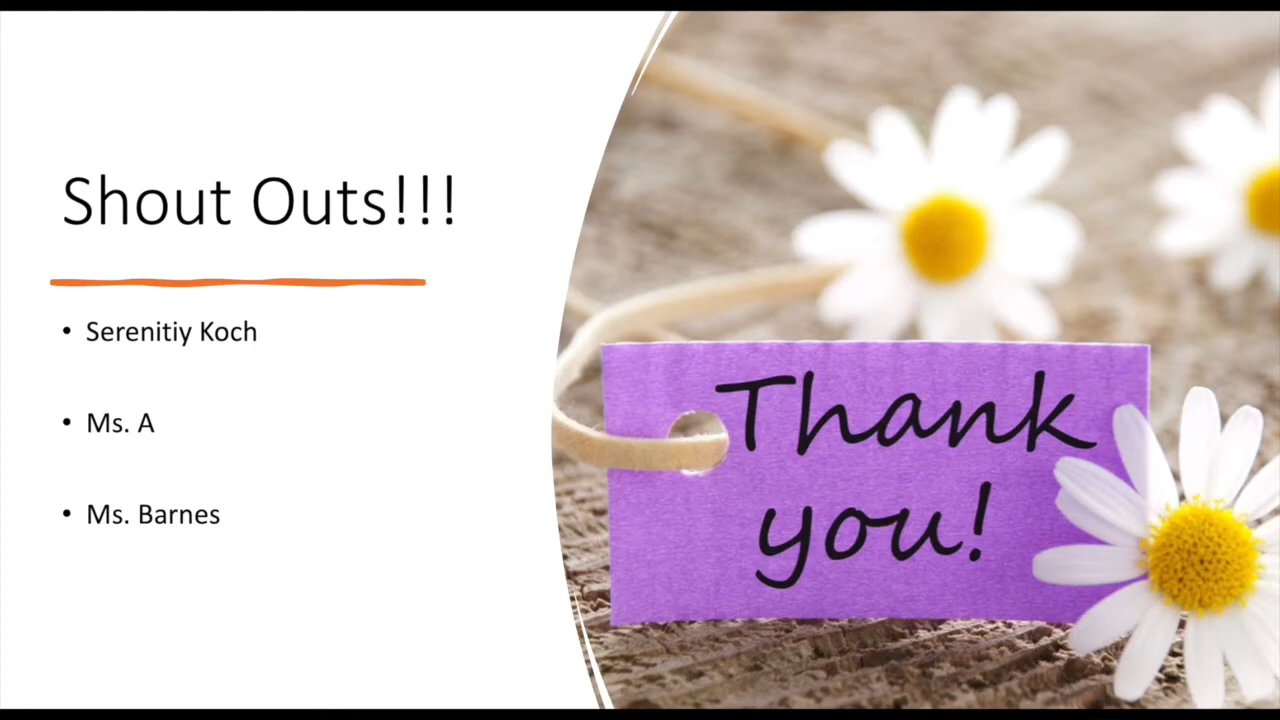 Shout Outs!!!
• Serenitiy Koch
• Ms. A
• Ms. Barnes
Thank
you!